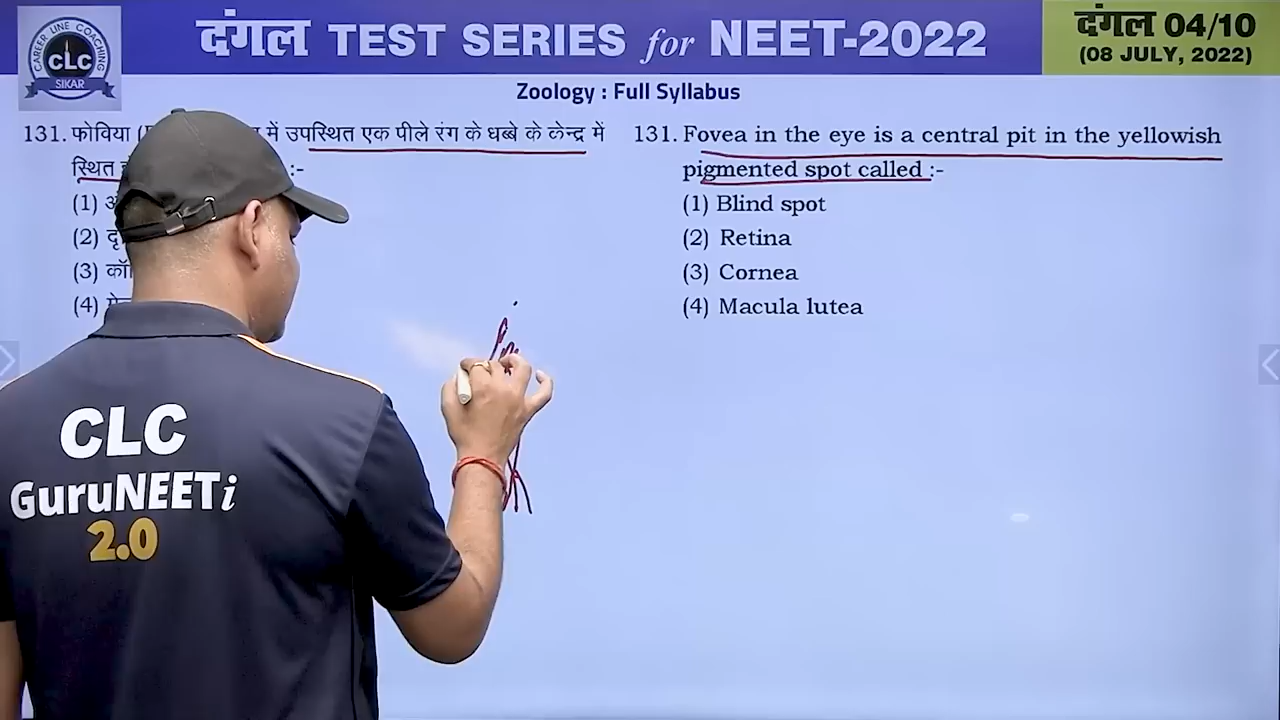 दंगल TEST SERIES for NEET-2022
दंगल 04/10
(08 JULY, 2022)
CAREER LINE COACHING
CLC
SIKAR
Zoology : Full Syllabus
131. फोविया में उपस्थित एक पीले रंग के धब्बे के केन्द्र में
स्थित :-
(1)
(2)
(3)
(4)
131. Fovea in the eye is a central pit in the yellowish
pigmented spot called :-
(1) Blind spot
(2) Retina
(3) Cornea
(4) Macula lutea
CLC
GuruNEETi
2.0